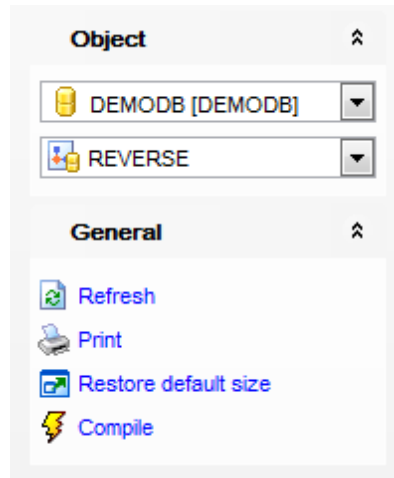 Object
DEMODB [DEMODB]
REVERSE
General
Refresh
Print
Restore default size
Compile